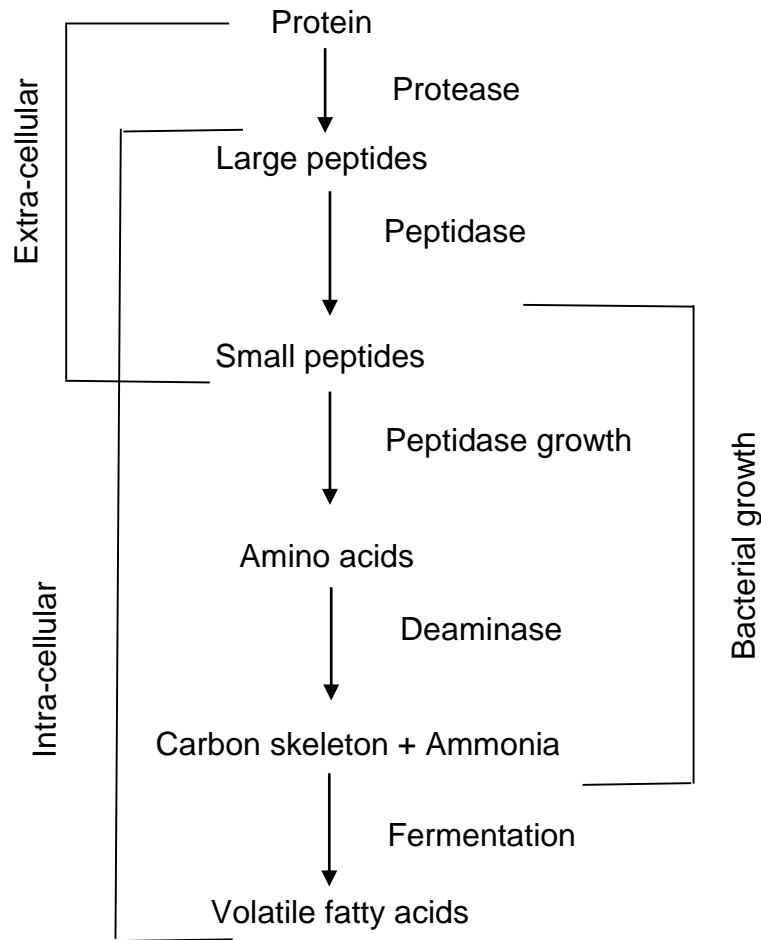 Protein
Protease
Large peptides
Peptidase
Small peptides
Peptidase growth
Amino acids
Deaminase
Carbon skeleton + Ammonia
Fermentation
Volatile fatty acids
Extra-cellular
Intra-cellular
Bacterial growth